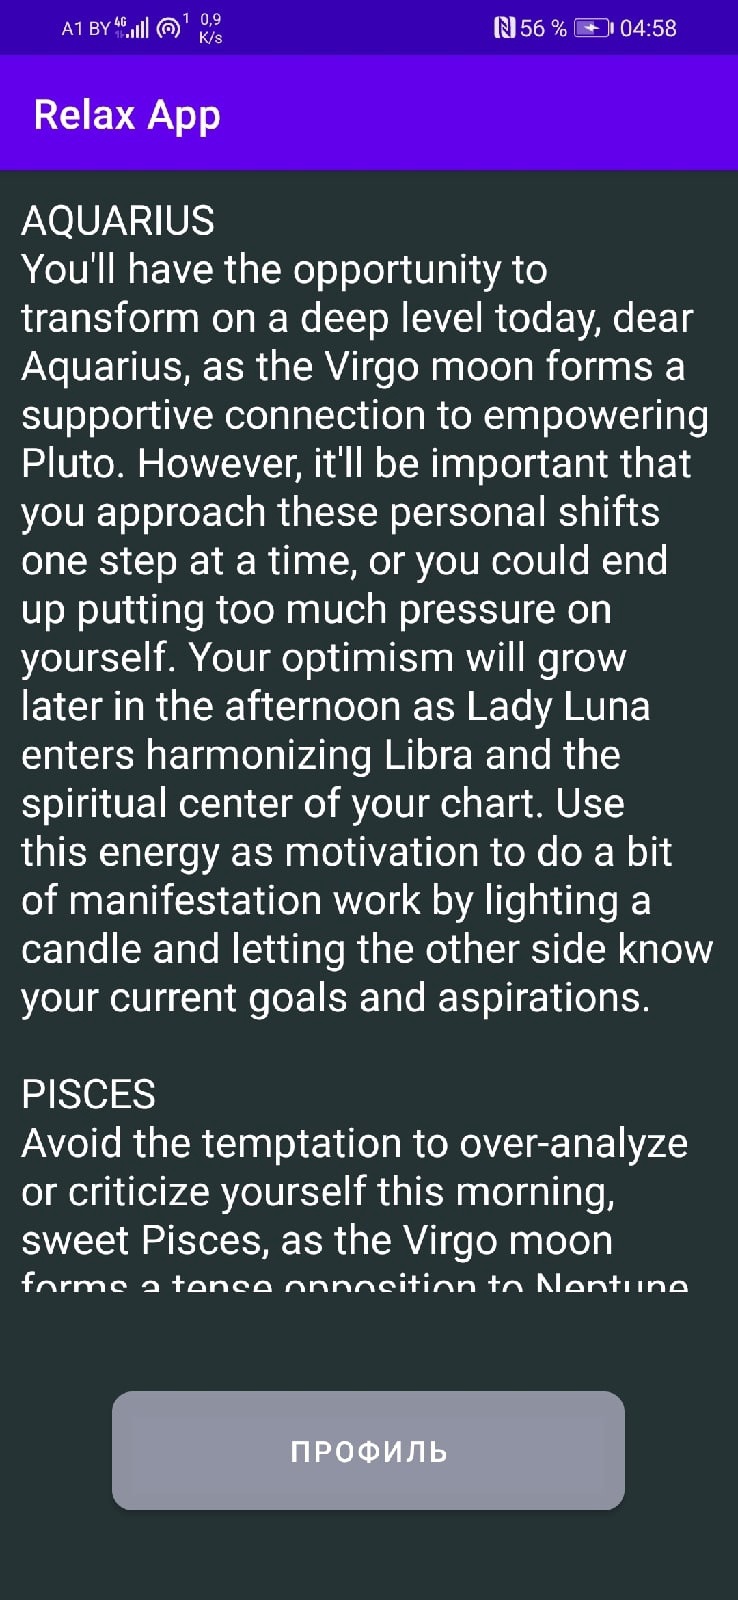 A1 BY 4G 1 0,9 K/s 56 % 04:58
Relax App
AQUARIUS
You'll have the opportunity to
transform on a deep level today, dear
Aquarius, as the Virgo moon forms a
supportive connection to empowering
Pluto. However, it'll be important that
you approach these personal shifts
one step at a time, or you could end
up putting too much pressure on
yourself. Your optimism will grow
later in the afternoon as Lady Luna
enters harmonizing Libra and the
spiritual center of your chart. Use
this energy as motivation to do a bit
of manifestation work by lighting a
candle and letting the other side know
your current goals and aspirations.
PISCES
Avoid the temptation to over-analyze
or criticize yourself this morning,
sweet Pisces, as the Virgo moon
forms a tense opposition to Neptune
ПРОФИЛЬ